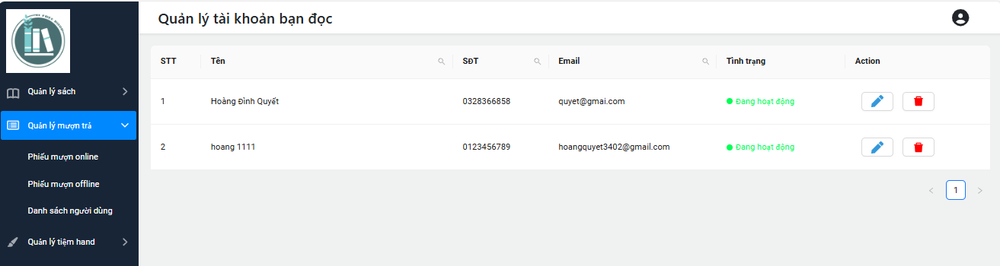 Quản lý tài khoản bạn đọc
Quản lý sách
Quản lý mượn trả
Phiếu mượn online
Phiếu mượn offline
Danh sách người dùng
Quản lý tiệm hand
STT Tên SĐT Email Tình trạng Action
1 Hoàng Đình Quyết 0328366858 quyet@gmai.com Đang hoạt động
2 hoang 1111 0123456789 hoangquyet3402@gmail.com Đang hoạt động
< 1 >